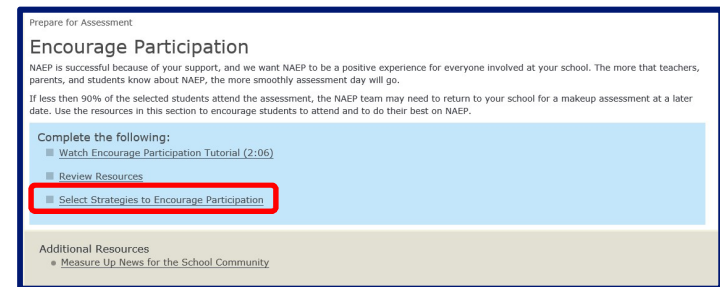 Prepare for Assessment
Encourage Participation
NAEP is successful because of your support, and we want NAEP to be a positive experience for everyone involved at your school. The more that teachers,
parents, and students know about NAEP, the more smoothly assessment day will go.
If less then 90% of the selected students attend the assessment, the NAEP team may need to return to your school for a makeup assessment at a later
date. Use the resources in this section to encourage students to attend and to do their best on NAEP.
Complete the following:
Watch Encourage Participation Tutorial (2:06)
Review Resources
Select Strategies to Encourage Participation
Additional Resources
Measure Up News for the School Community